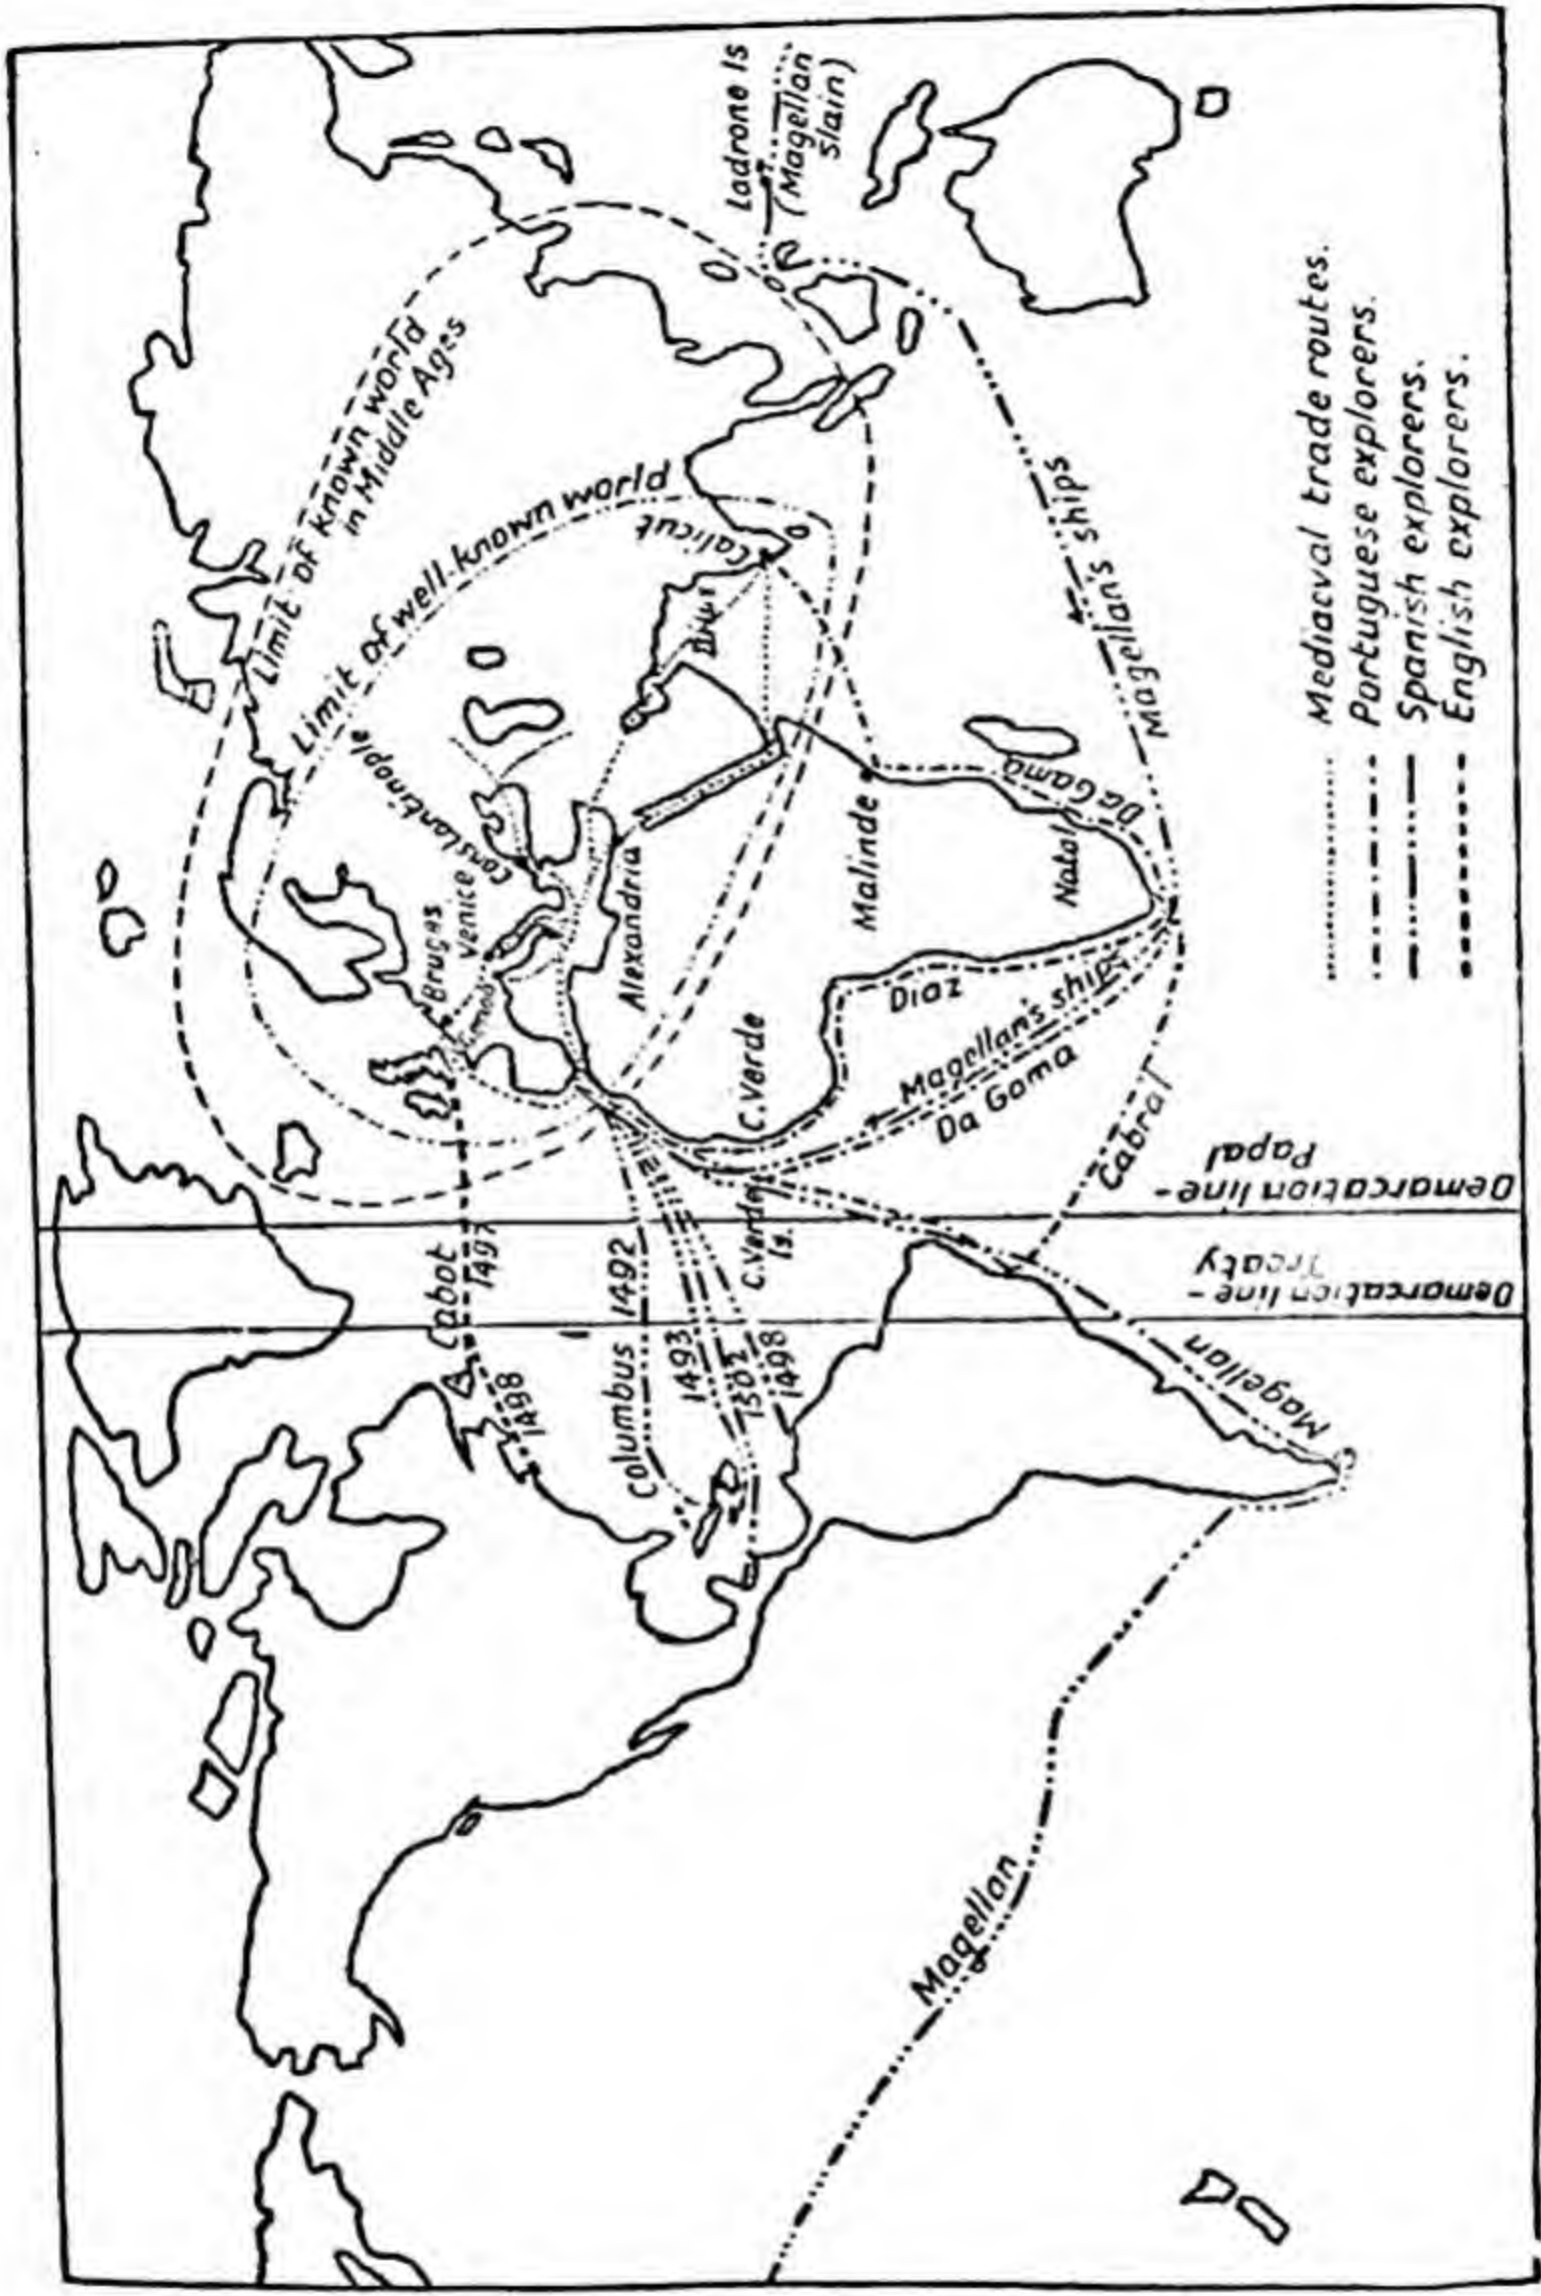 Ladrone Is
(Magellan
slain)
Limit of known world
in Middle Ages
Limit of well known world
Calicut
Constantinople
Bruges
Venice
Alexandria
Malinde
Natal
Da Gama
Magellan's ships
Magellan
C.Verde
Diaz
Magellan's ships
Da Gama
Cabral
C.Verde
Is.
Cabot
1497
1498
Columbus 1492
1493
1502
1498
Demarcation line-
Papal
Demarcation line-
Treaty
Magellan
Magellan
Mediaeval trade routes.
Portuguese explorers.
Spanish explorers.
English explorers.